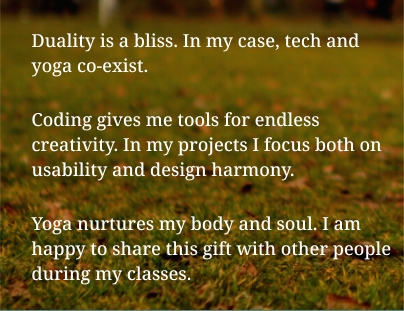 Duality is a bliss. In my case, tech and
yoga co-exist.
Coding gives me tools for endless
creativity. In my projects I focus both on
usability and design harmony.
Yoga nurtures my body and soul. I am
happy to share this gift with other people
during my classes.